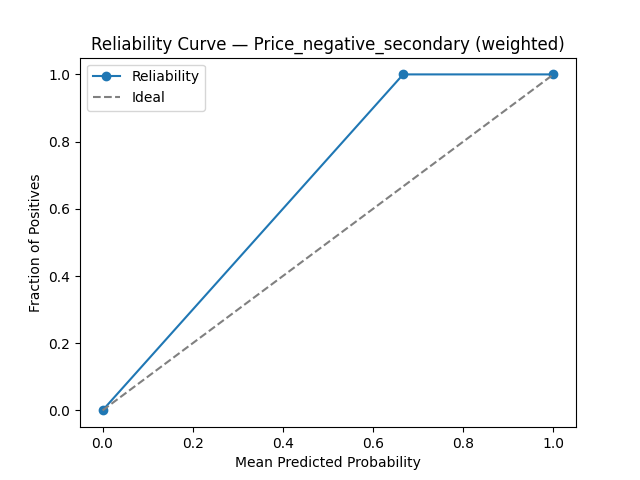 Reliability Curve — Price_negative_secondary (weighted)
Reliability
Ideal
Fraction of Positives
1.0
0.8
0.6
0.4
0.2
0.0
0.0 0.2 0.4 0.6 0.8 1.0
Mean Predicted Probability